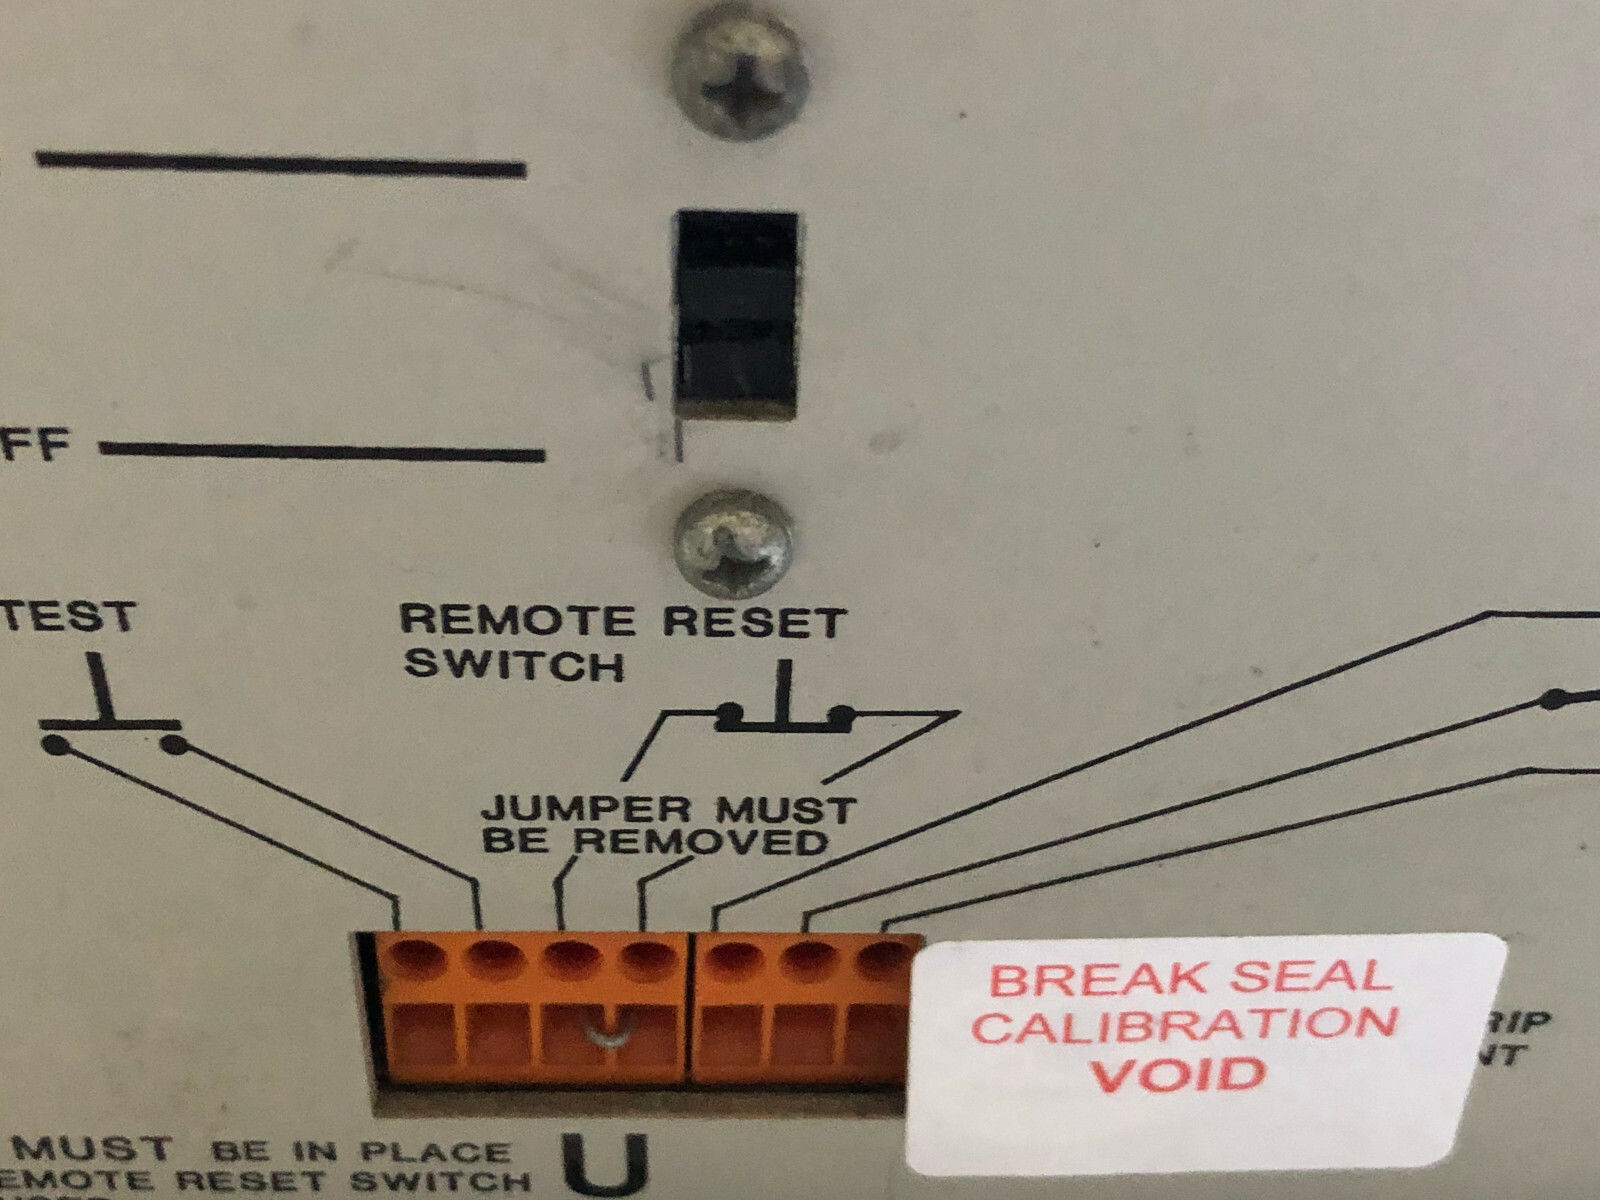 FF
TEST
REMOTE RESET
SWITCH
JUMPER MUST
BE REMOVED
BREAK SEAL
CALIBRATION
VOID
RIP
NT
MUST BE IN PLACE
EMOTE RESET SWITCH
U